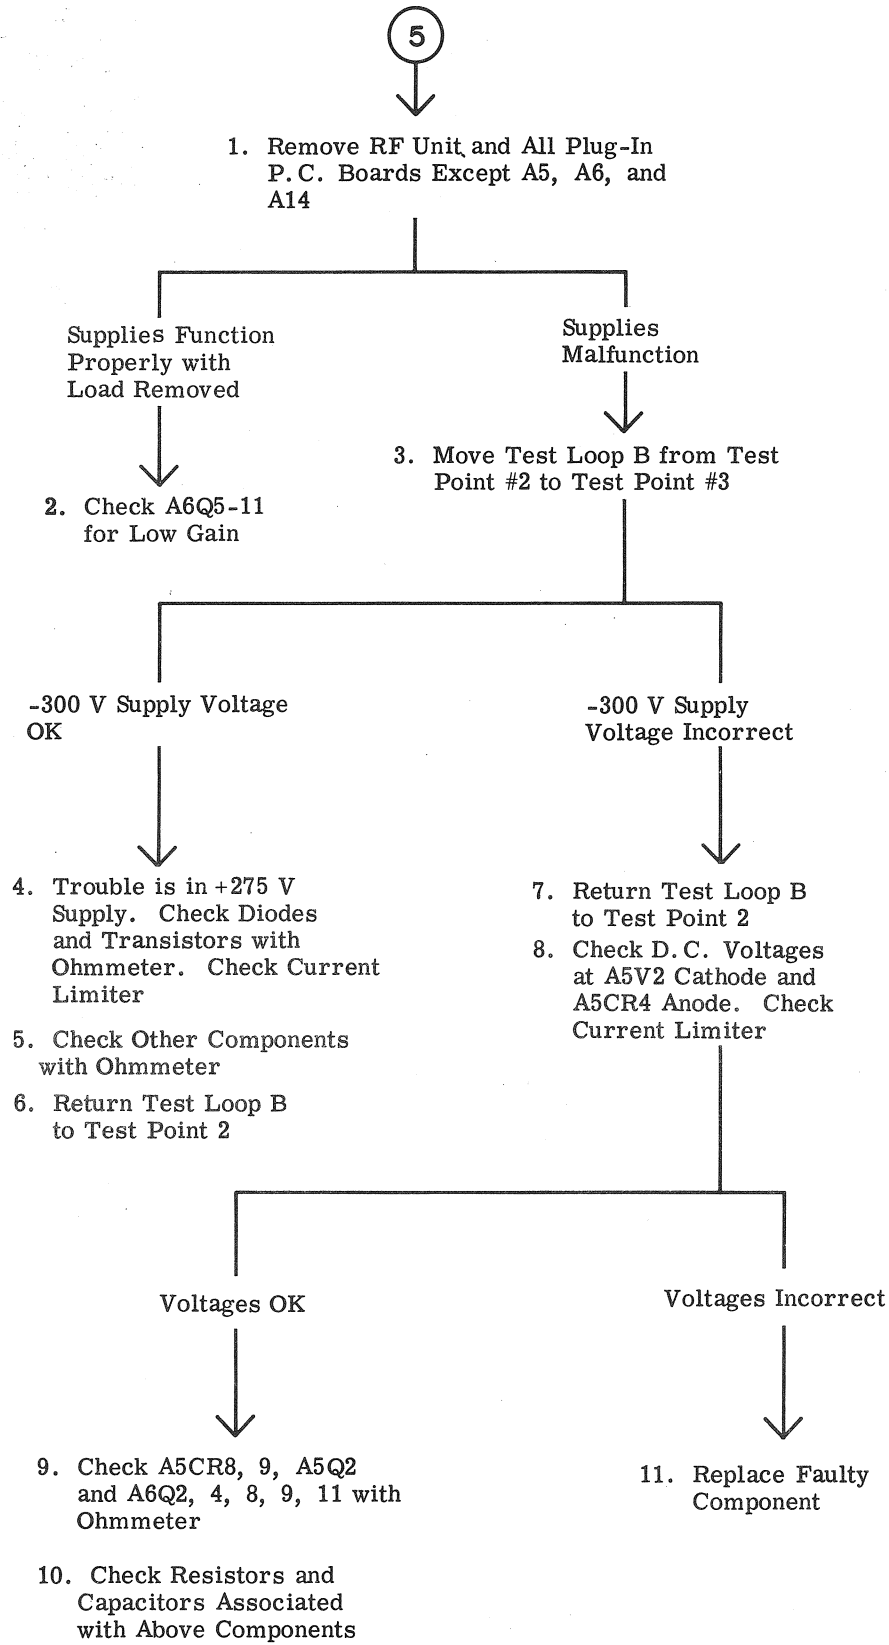 5
1. Remove RF Unit and All Plug-In
P.C. Boards Except A5, A6, and
A14
Supplies Function
Properly with
Load Removed
Supplies
Malfunction
2. Check A6Q5-11
for Low Gain
3. Move Test Loop B from Test
Point #2 to Test Point #3
-300 V Supply Voltage
OK
-300 V Supply
Voltage Incorrect
4. Trouble is in +275 V
Supply. Check Diodes
and Transistors with
Ohmmeter. Check Current
Limiter
5. Check Other Components
with Ohmmeter
6. Return Test Loop B
to Test Point 2
7. Return Test Loop B
to Test Point 2
8. Check D.C. Voltages
at A5V2 Cathode and
A5CR4 Anode. Check
Current Limiter
Voltages OK
Voltages Incorrect
9. Check A5CR8, 9, A5Q2
and A6Q2, 4, 8, 9, 11 with
Ohmmeter
10. Check Resistors and
Capacitors Associated
with Above Components
11. Replace Faulty
Component